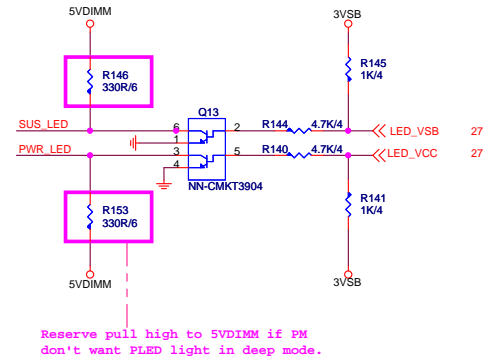 5VDIMM
3VSB
R146
330R/6
R145
1K/4
Q13
SUS_LED
6
2
R144
4.7K/4
LED_VSB
27
1
PWR_LED
3
5
R140
4.7K/4
LED_VCC
27
4
NN-CMKT3904
R153
330R/6
R141
1K/4
5VDIMM
3VSB
Reserve pull high to 5VDIMM if PM
don't want PLED light in deep mode.